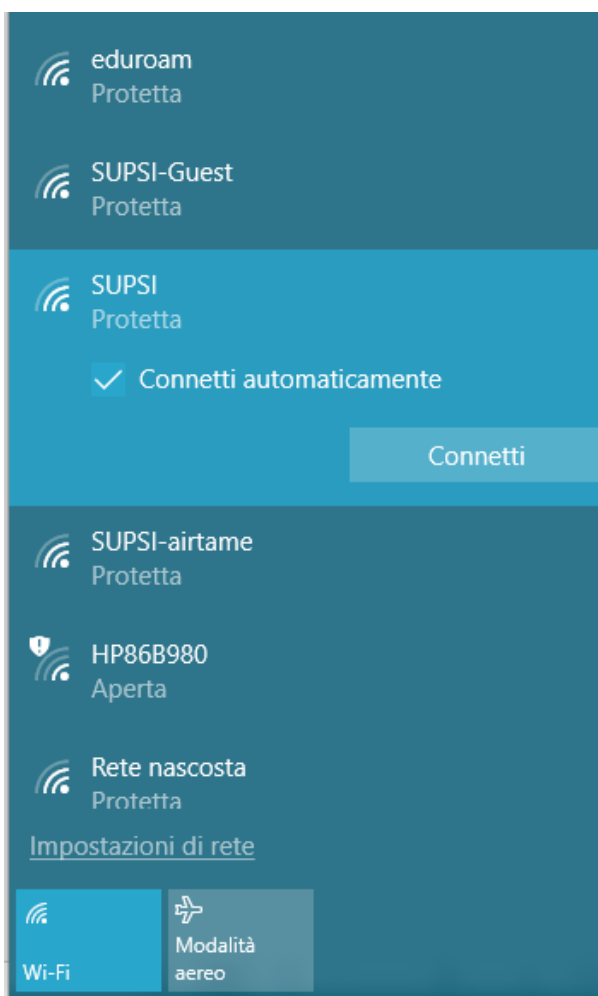 eduroam
Protetta
SUPSI-Guest
Protetta
SUPSI
Protetta
Connetti automaticamente
Connetti
SUPSI-airtame
Protetta
HP86B980
Aperta
Rete nascosta
Protetta
Impostazioni di rete
Wi-Fi
Modalità
aereo